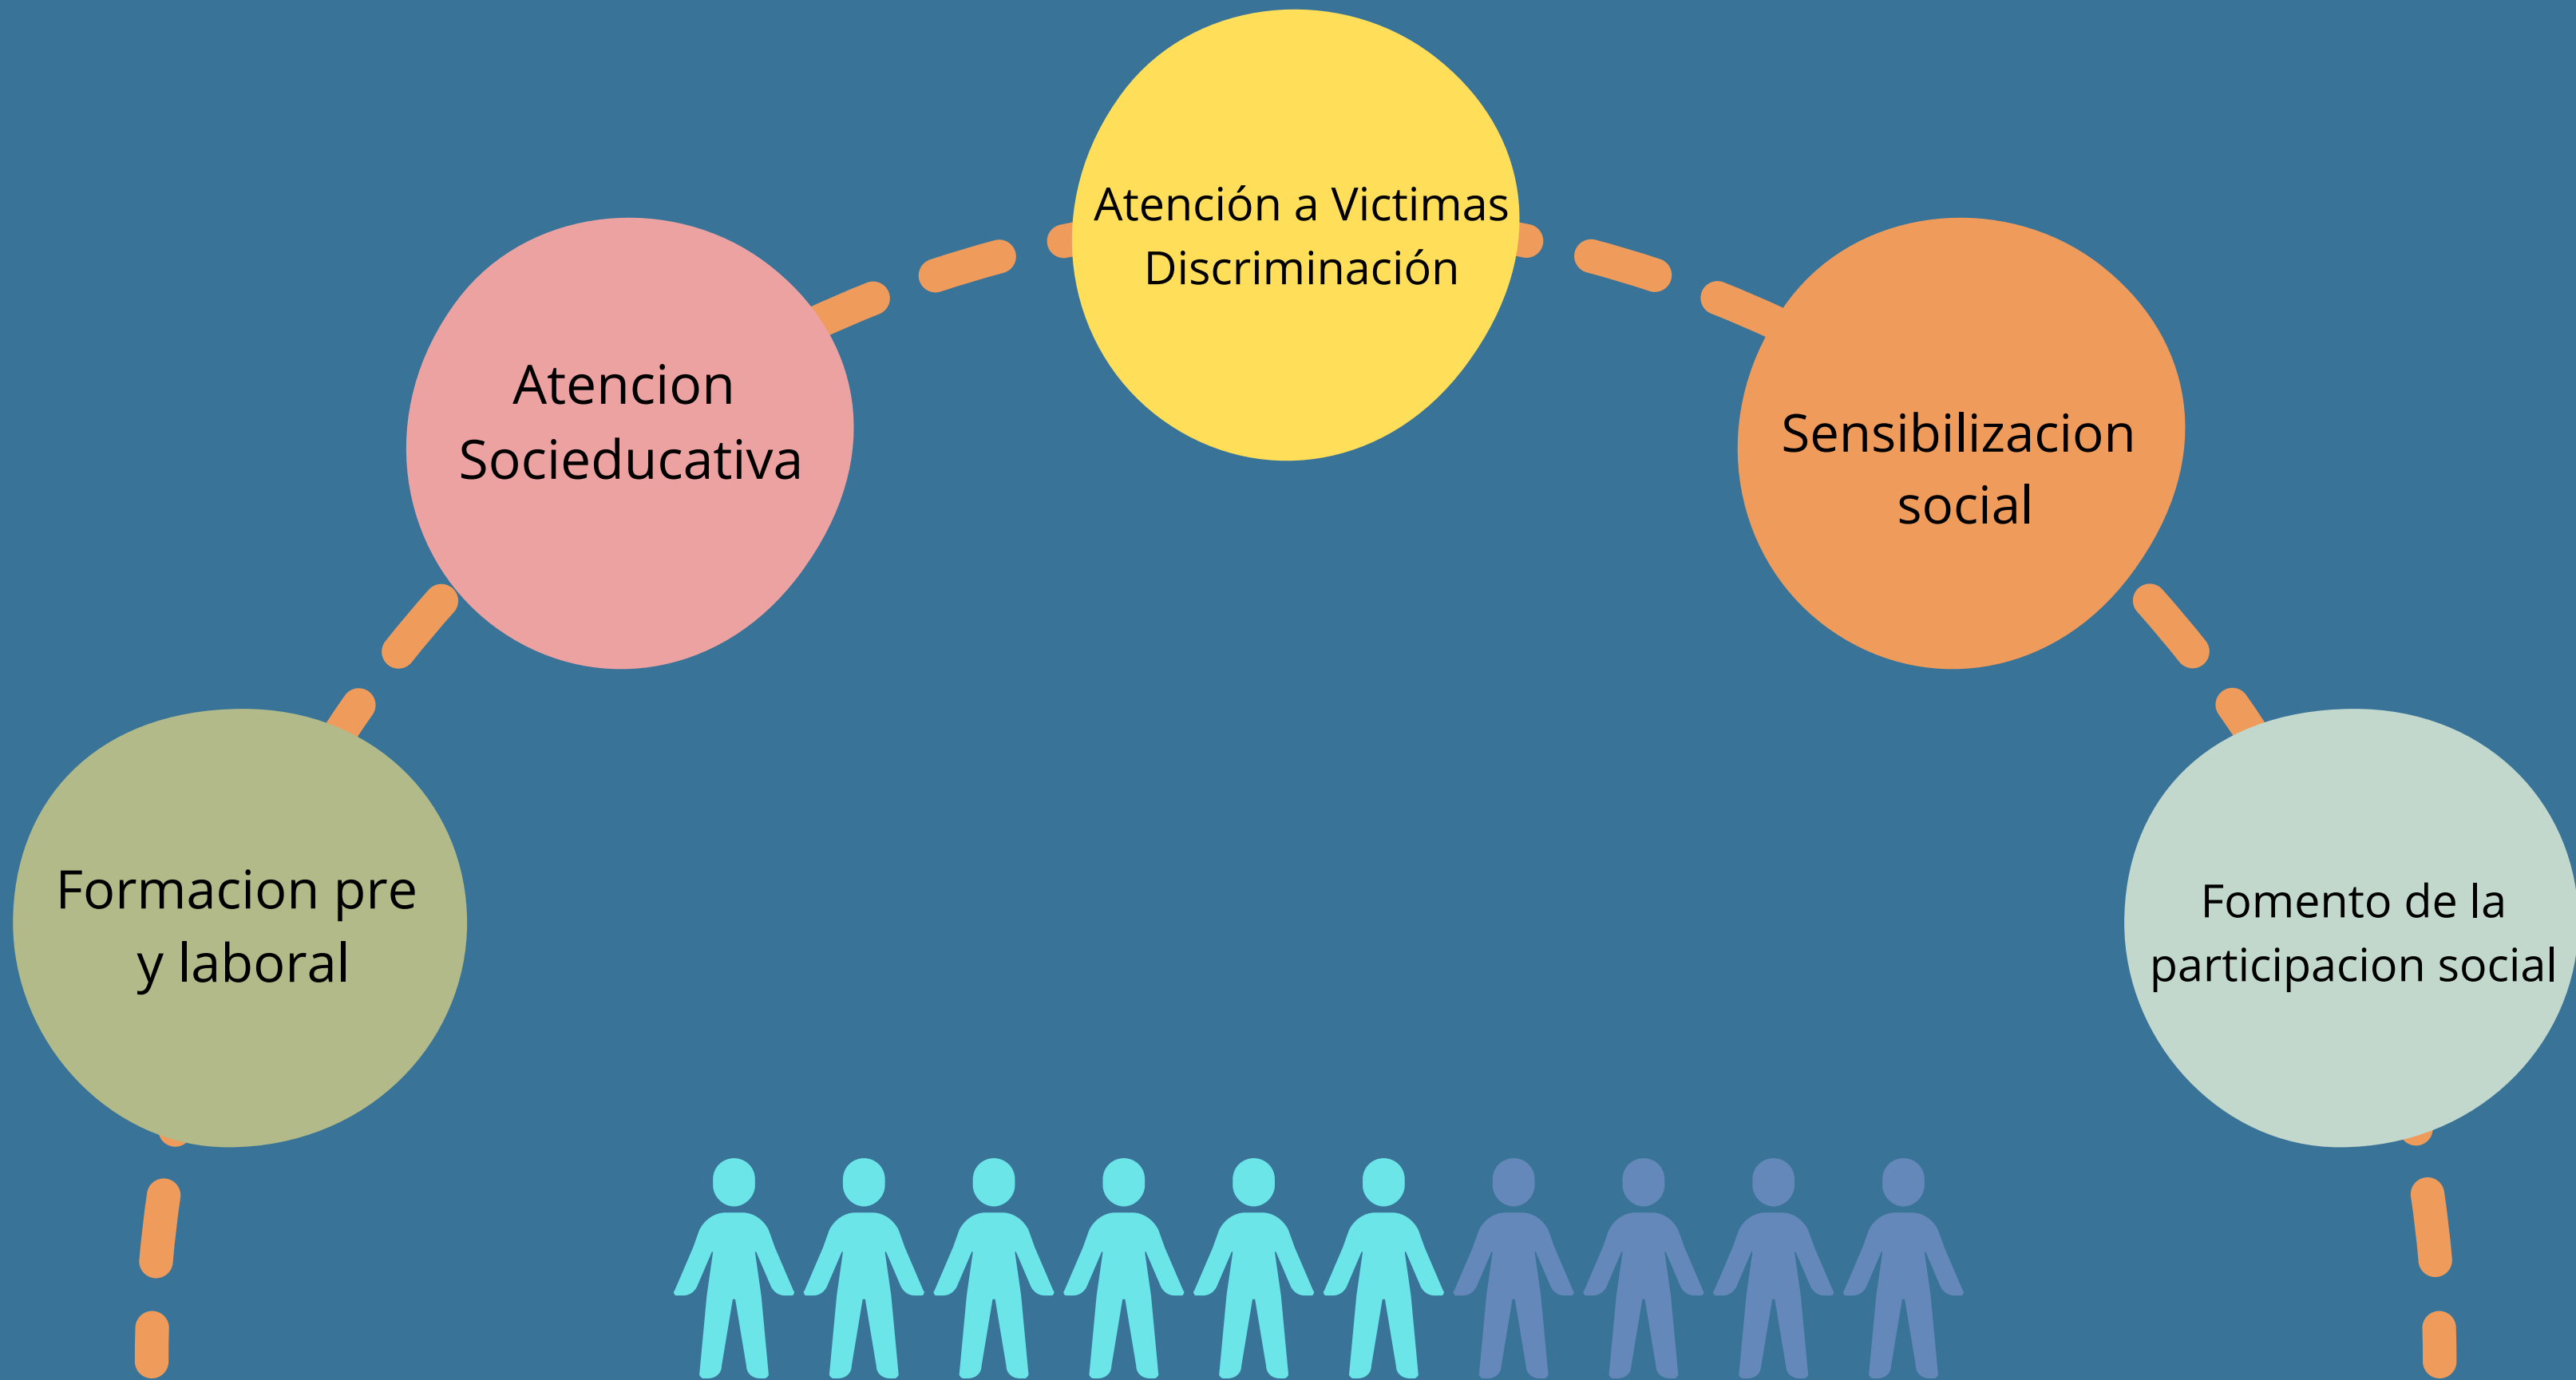 Atención a Victimas
Discriminación
Atencion
Socieducativa
Sensibilizacion
social
Formacion pre
y laboral
Fomento de la
participacion social